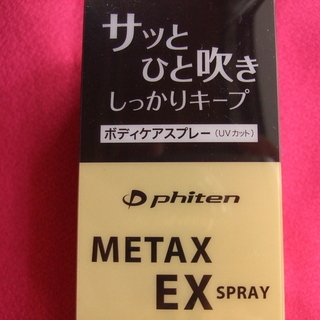 サッと
ひと吹き
しっかりキープ
ボディケアスプレー(UVカット)
phiten
METAX
EX SPRAY